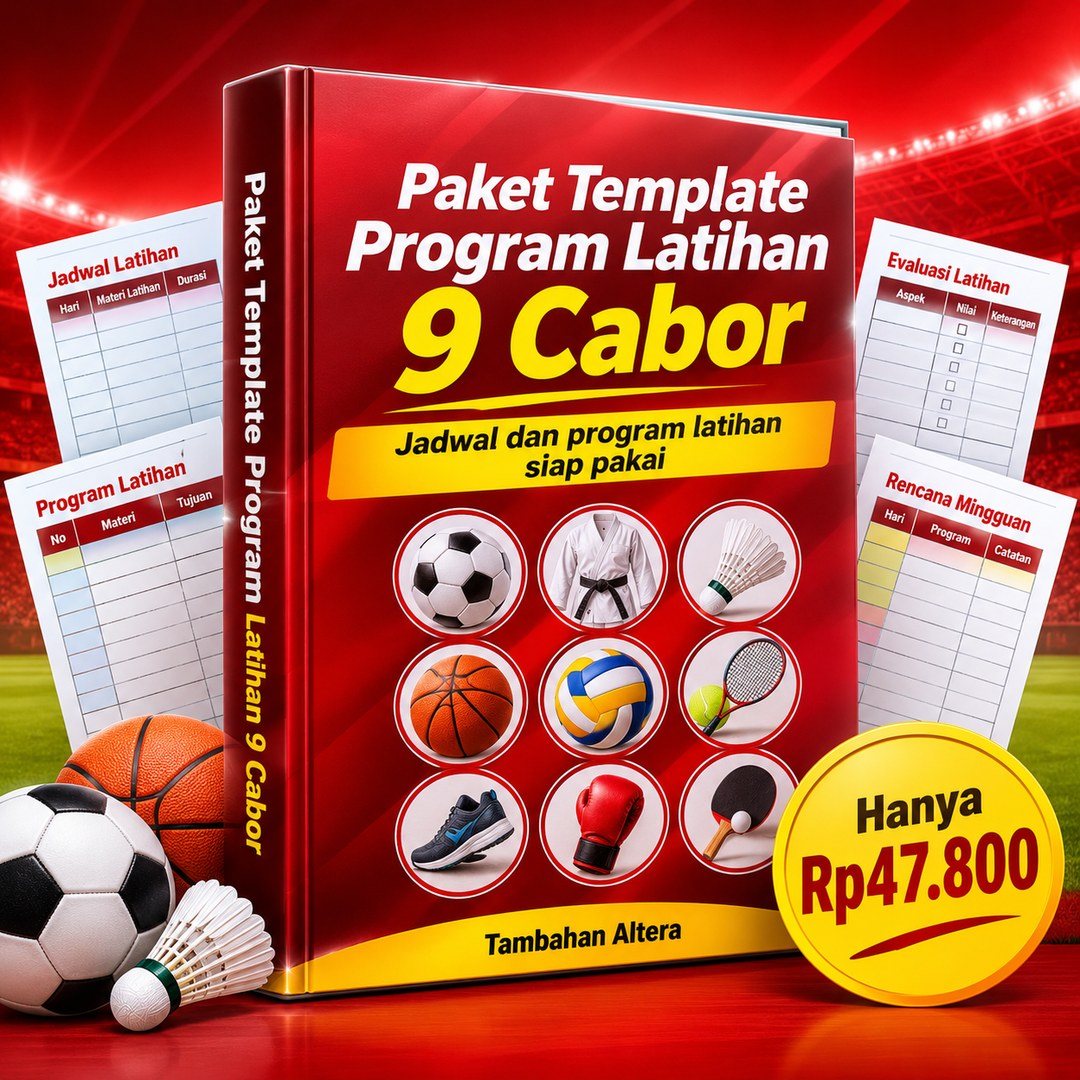 Paket Template
Program Latihan
9 Cabor
Jadwal dan program latihan
siap pakai
Tambahan Altera
Paket Template Program Latihan 9 Cabor
Jadwal Latihan
Hari Materi Latihan Durasi
Program Latihan
No Materi Tujuan
Evaluasi Latihan
Aspek Nilai Keterangan
Rencana Mingguan
Hari Program Catatan
Hanya
Rp47.800